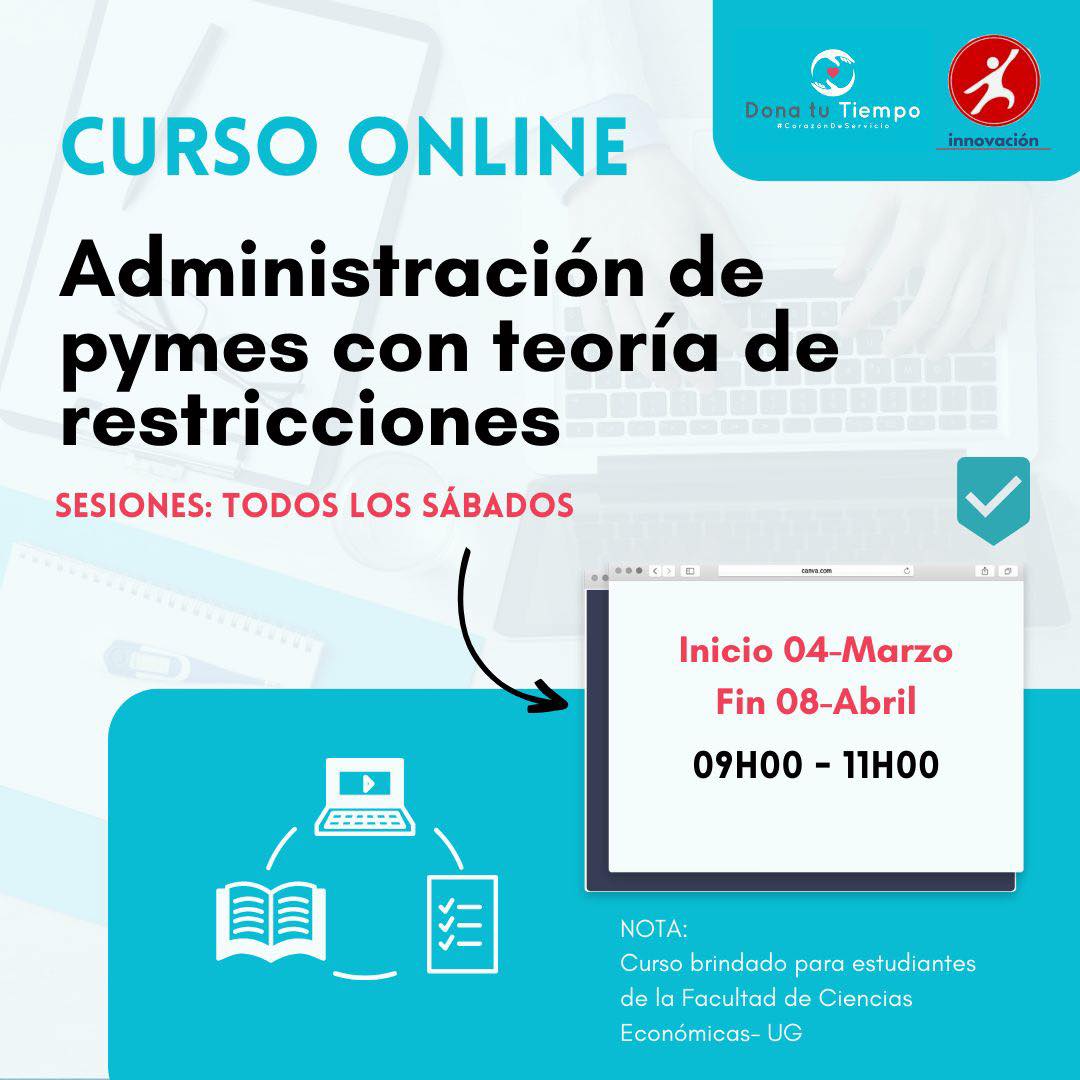 Dona tu Tiempo
#CorazónDeServicio
innovación
CURSO ONLINE
Administración de
pymes con teoría de
restricciones
SESIONES: TODOS LOS SÁBADOS
canva.com
Inicio 04-Marzo
Fin 08-Abril
09H00 - 11H00
NOTA:
Curso brindado para estudiantes
de la Facultad de Ciencias
Económicas- UG